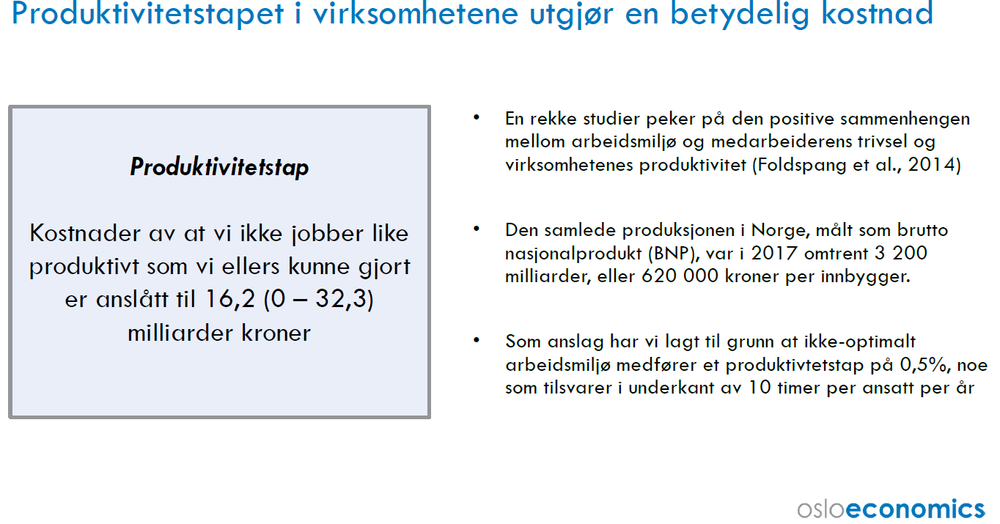 Produktivitetstapet i virksomhetene utgjør en betydelig kostnad
Produktivitetstap
Kostnader av at vi ikke jobber like
produktivt som vi ellers kunne gjort
er anslått til 16,2 (0 – 32,3)
milliarder kroner
• En rekke studier peker på den positive sammenhengen
mellom arbeidsmiljø og medarbeiderens trivsel og
virksomhetenes produktivitet (Foldspang et al., 2014)
• Den samlede produksjonen i Norge, målt som brutto
nasjonalprodukt (BNP), var i 2017 omtrent 3 200
milliarder, eller 620 000 kroner per innbygger.
• Som anslag har vi lagt til grunn at ikke-optimalt
arbeidsmiljø medfører et produktivtetstap på 0,5%, noe
som tilsvarer i underkant av 10 timer per ansatt per år
osloeconomics